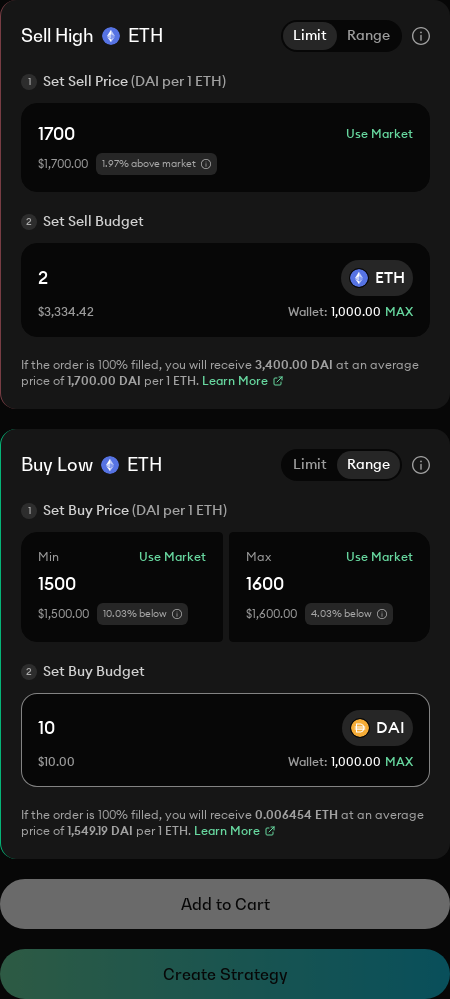 Sell High ETH Limit Range
1 Set Sell Price (DAI per 1 ETH)
1700 Use Market
$1,700.00 1.97% above market
2 Set Sell Budget
2 ETH
$3,334.42 Wallet: 1,000.00 MAX
If the order is 100% filled, you will receive 3,400.00 DAI at an average
price of 1,700.00 DAI per 1 ETH. Learn More
Buy Low ETH Limit Range
1 Set Buy Price (DAI per 1 ETH)
Min Use Market Max Use Market
1500 1600
$1,500.00 10.03% below $1,600.00 4.03% below
2 Set Buy Budget
10 DAI
$10.00 Wallet: 1,000.00 MAX
If the order is 100% filled, you will receive 0.006454 ETH at an average
price of 1,549.19 DAI per 1 ETH. Learn More
Add to Cart
Create Strategy